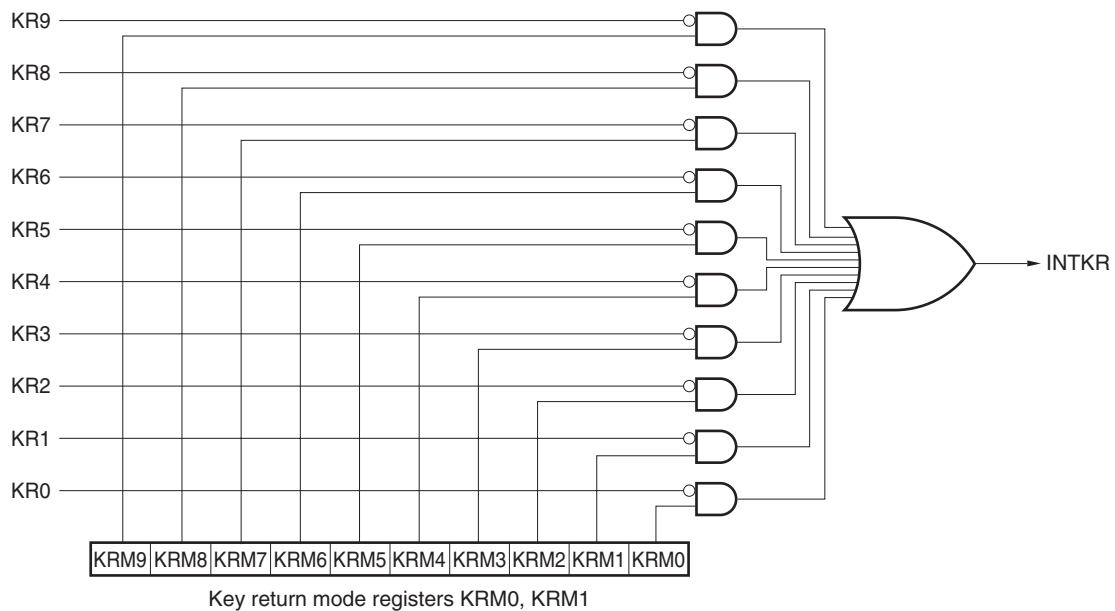 KR9
KR8
KR7
KR6
KR5
KR4
KR3
KR2
KR1
KR0
INTKR
KRM9 KRM8 KRM7 KRM6 KRM5 KRM4 KRM3 KRM2 KRM1 KRM0
Key return mode registers KRM0, KRM1